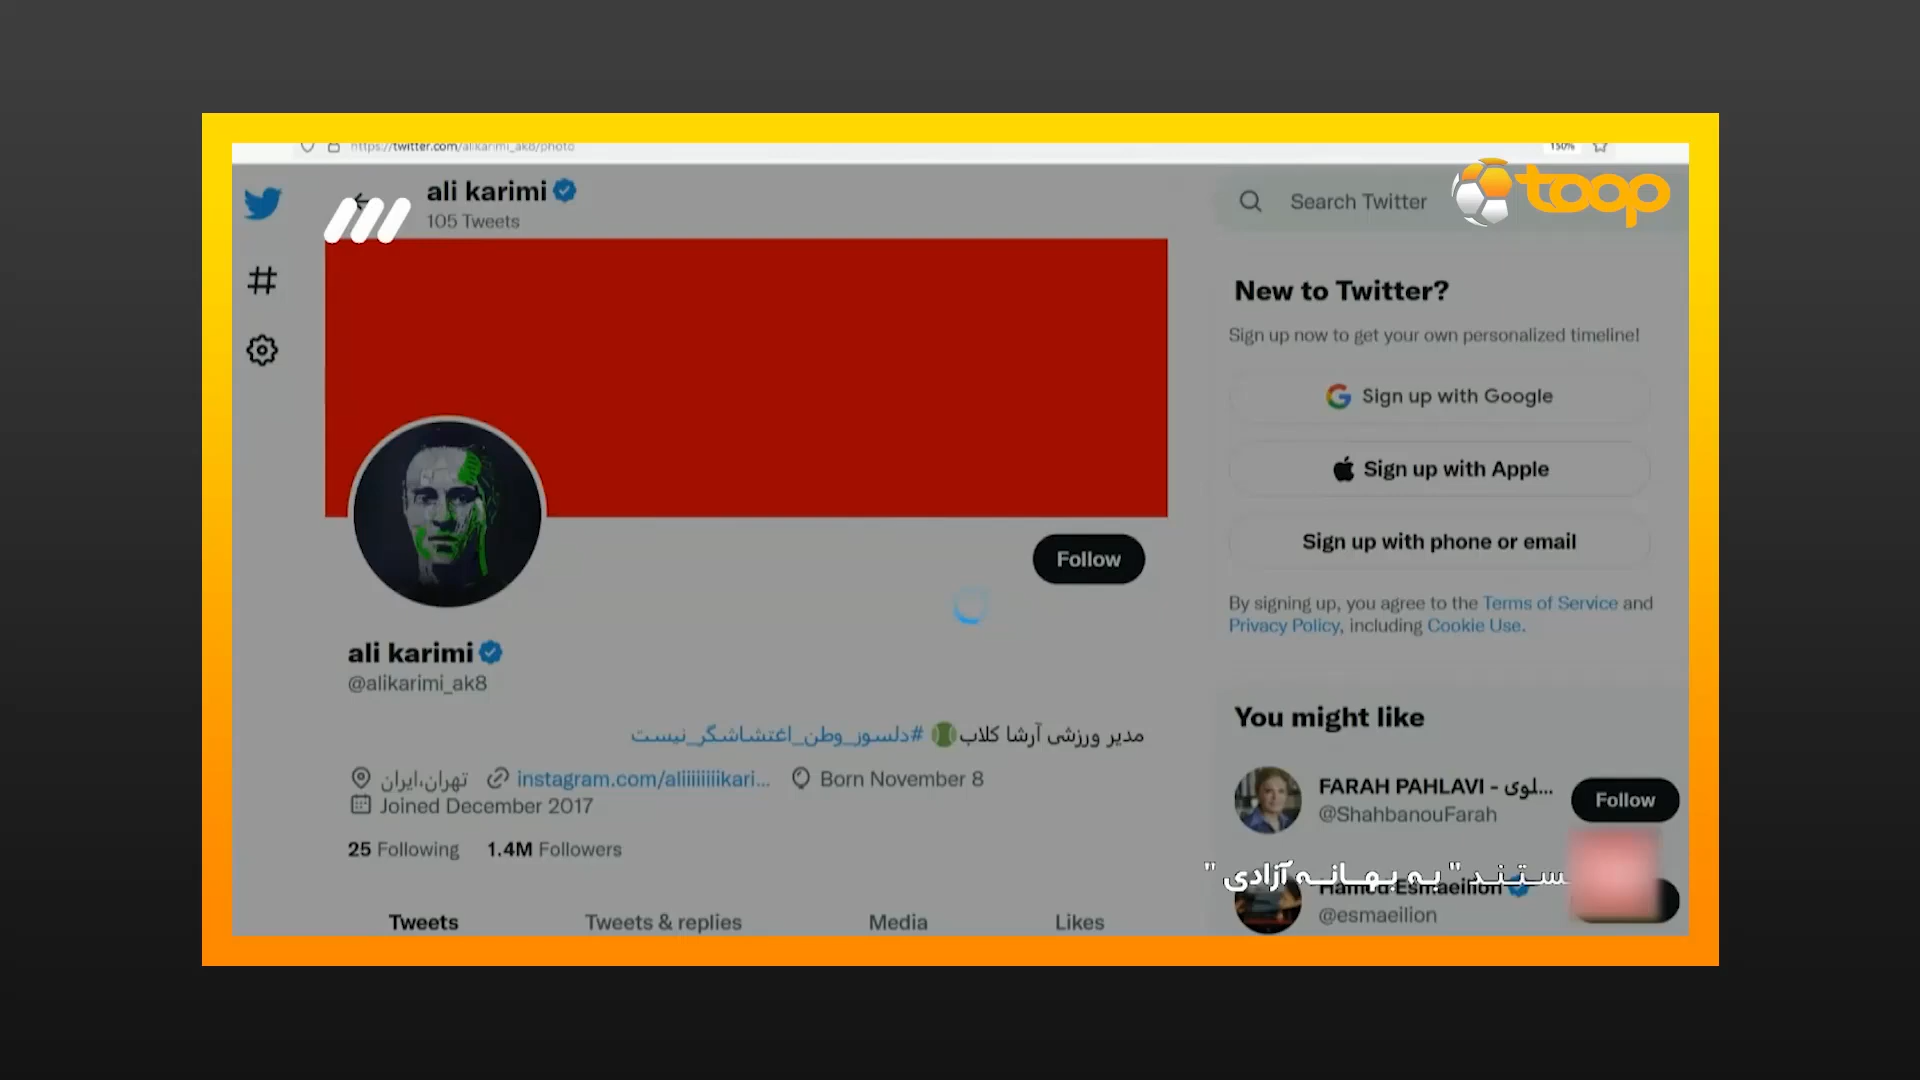 https://twitter.com/alikarimi_ak8/photo
150%
ali karimi
105 Tweets
Search Twitter
toop
New to Twitter?
Sign up now to get your own personalized timeline!
Sign up with Google
Sign up with Apple
Sign up with phone or email
By signing up, you agree to the Terms of Service and
Privacy Policy, including Cookie Use.
Follow
ali karimi
@alikarimi_ak8
مدیر ورزشی آرشا کلاب #دلسوز_وطن_اغتشاشگر_نیست
تهران،ایران instagram.com/aliiiiiiiikari... Born November 8
Joined December 2017
25 Following 1.4M Followers
Tweets Tweets & replies Media Likes
You might like
FARAH PAHLAVI - لوی...
@ShahbanouFarah
Follow
" به بهانه آزادی "
Hamed Esmaeilion
@esmaeilion